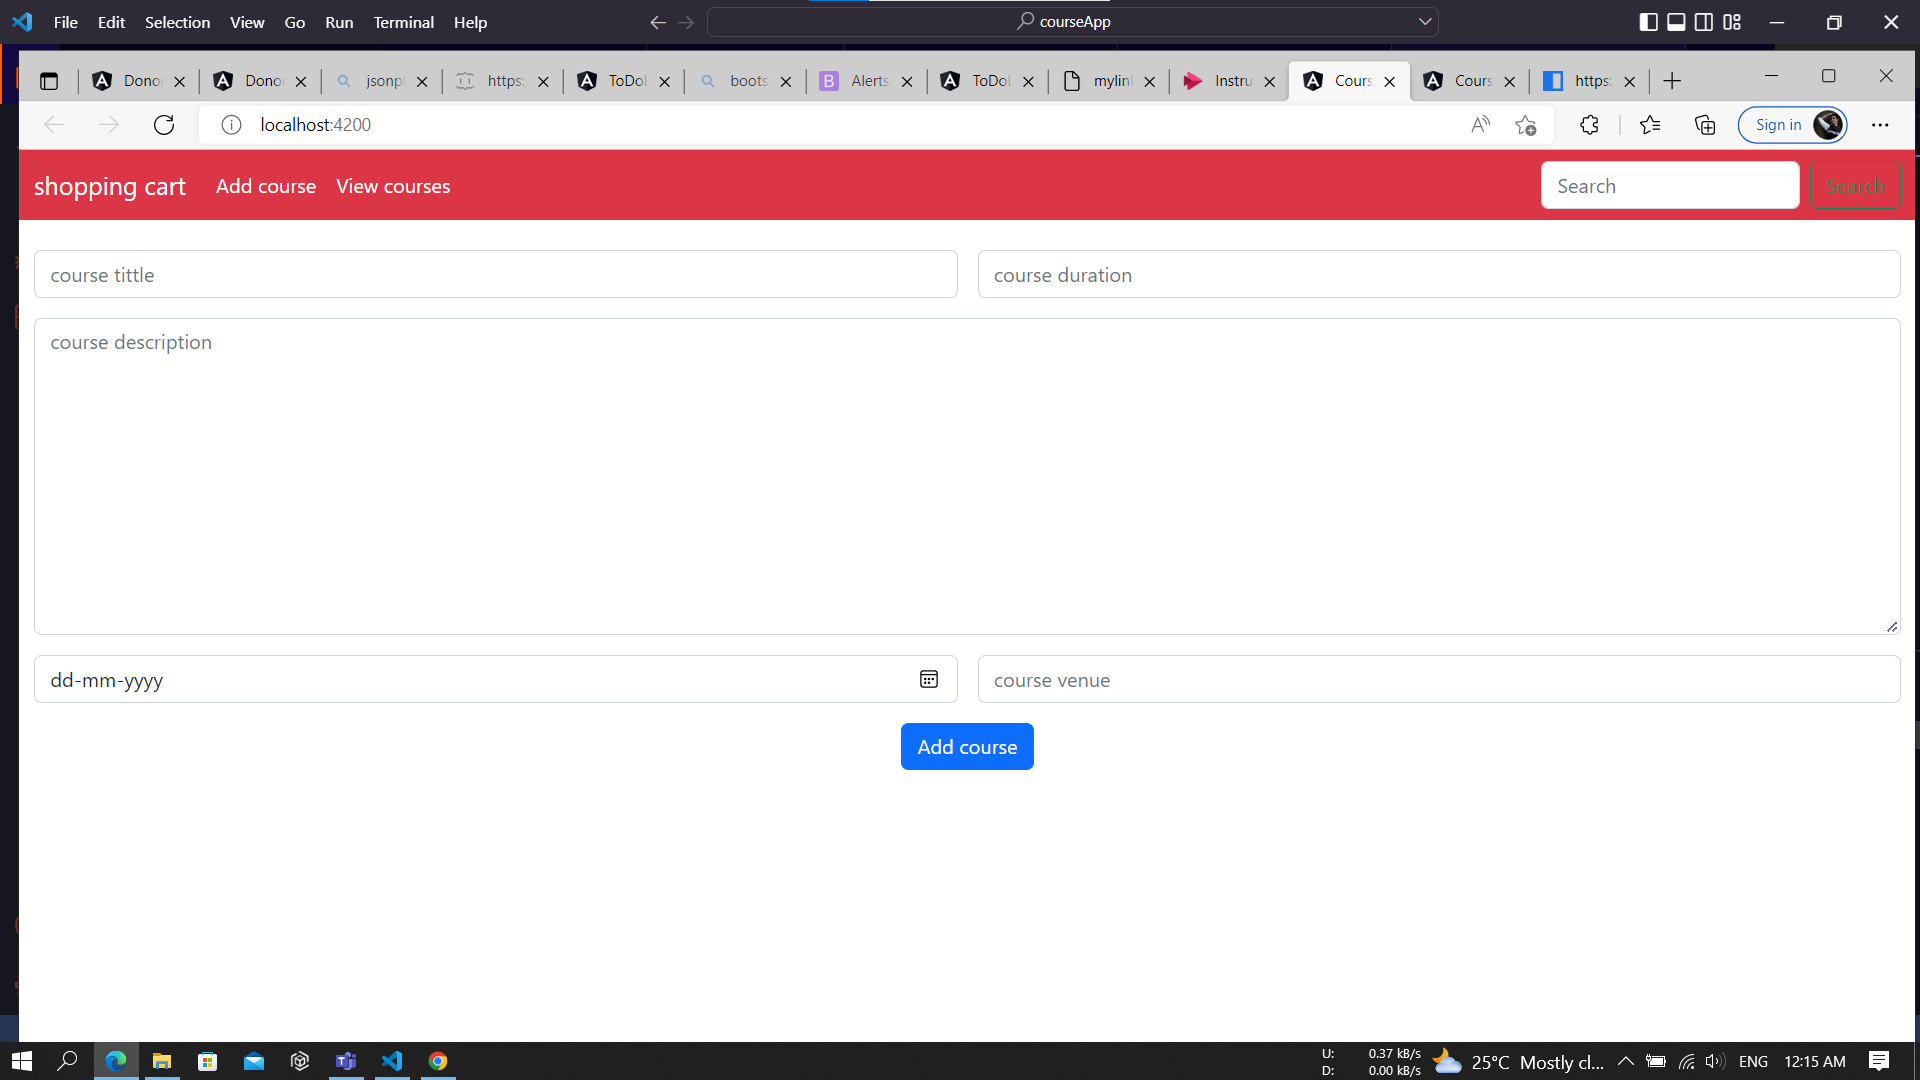 File Edit Selection View Go Run Terminal Help courseApp
Dono Dono jsonpl https: ToDoL boots B Alerts ToDoL mylin Instru Cours Cours https:
localhost:4200 Sign in
shopping cart Add course View courses Search Search
course tittle course duration
course description
dd-mm-yyyy course venue
Add course
U: 0.37 kB/s
D: 0.00 kB/s
25°C Mostly cl... ENG 12:15 AM